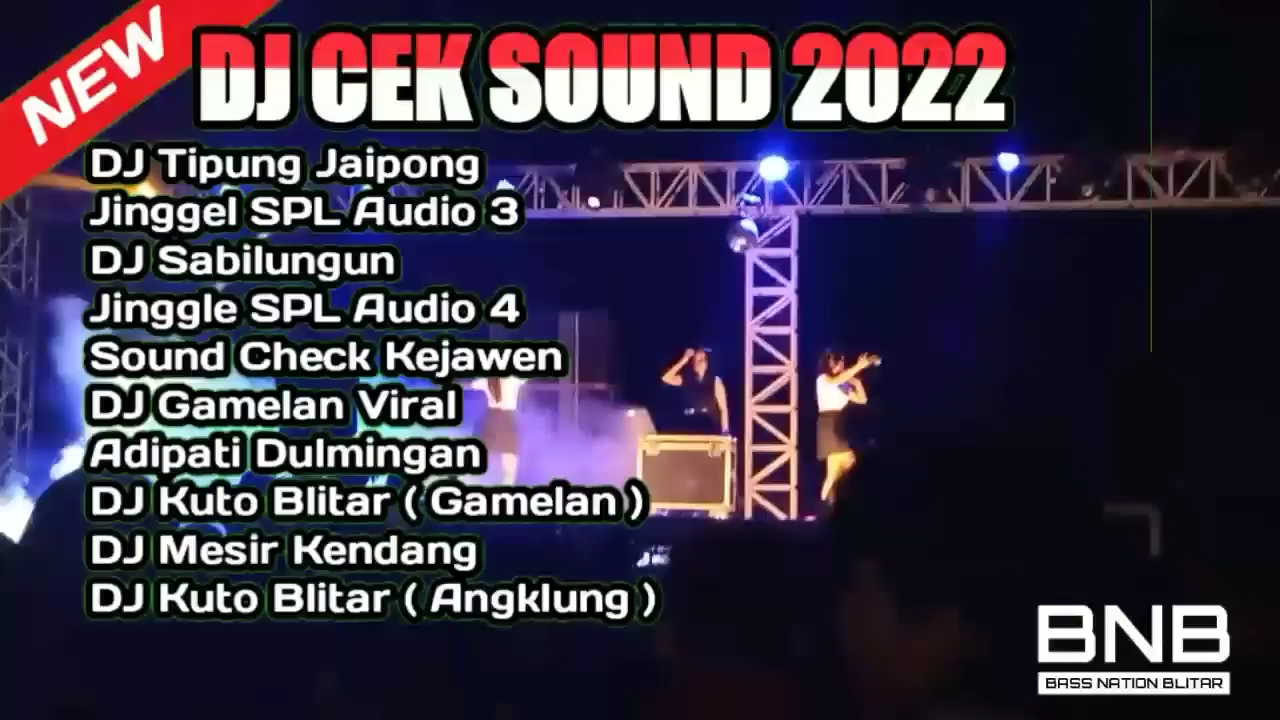 NEW
DJ CEK SOUND 2022
DJ Tipung Jaipong
Jinggel SPL Audio 3
DJ Sabilungun
Jinggle SPL Audio 4
Sound Check Kejawen
DJ Gamelan Viral
Adipati Dulmingan
DJ Kuto Blitar ( Gamelan )
DJ Mesir Kendang
DJ Kuto Blitar ( Angklung )
BNB
BASS NATION BLITAR